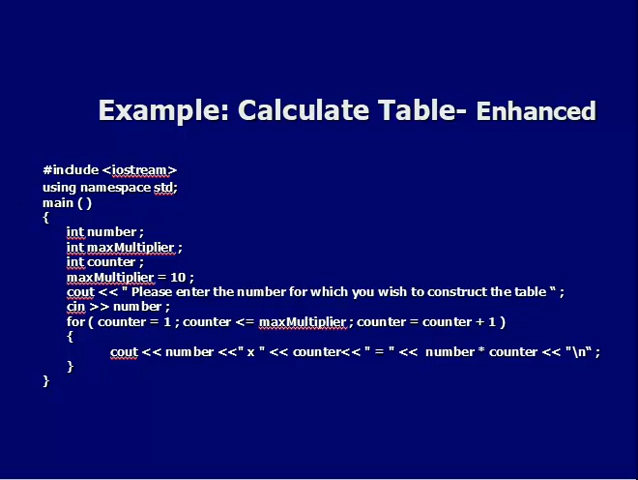 Example: Calculate Table- Enhanced
#include <iostream>
using namespace std;
main ( )
{
int number ;
int maxMultiplier ;
int counter ;
maxMultiplier = 10 ;
cout << " Please enter the number for which you wish to construct the table “ ;
cin >> number ;
for ( counter = 1 ; counter <= maxMultiplier ; counter = counter + 1 )
{
cout << number <<" x " << counter<< " = " << number * counter << "\n“ ;
}
}